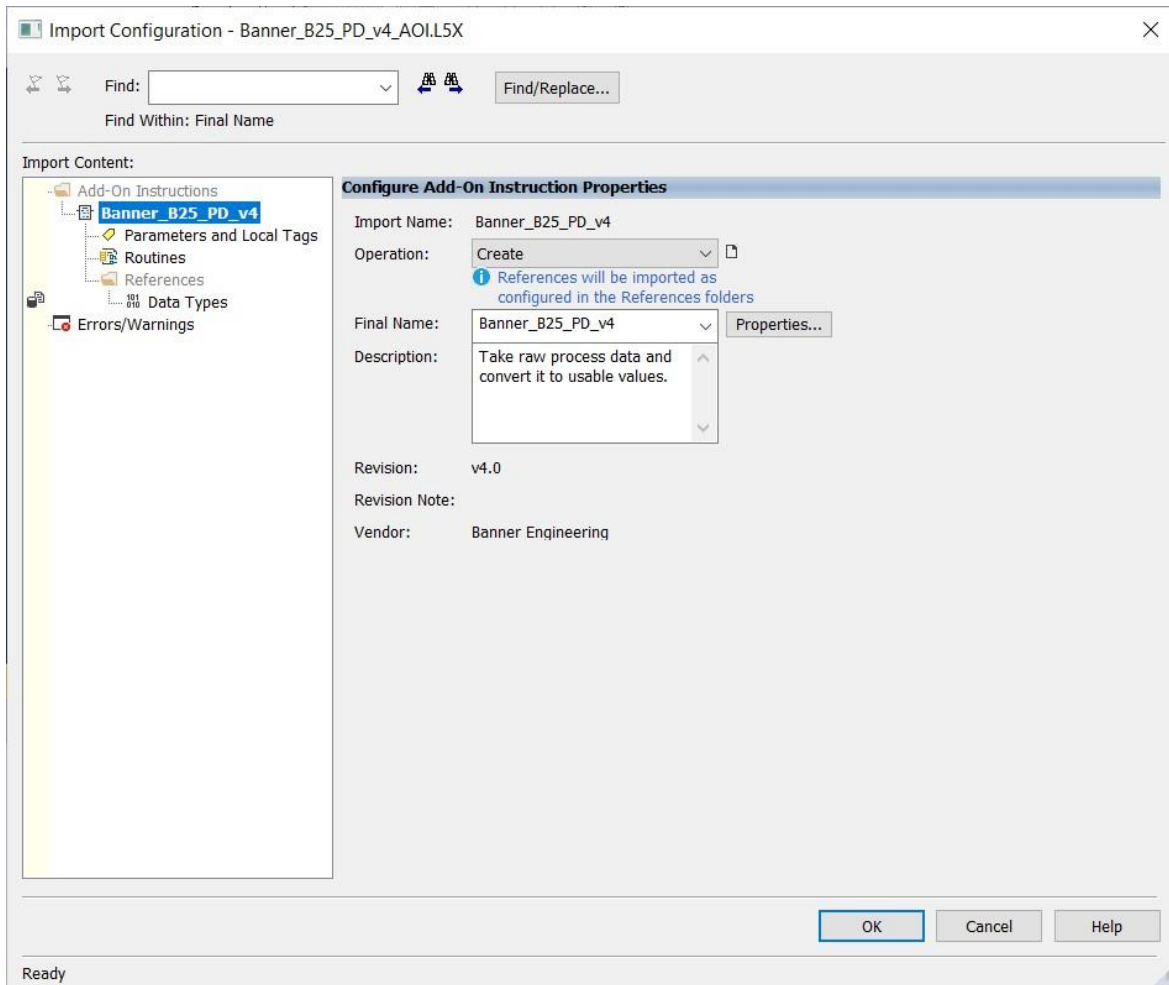 Import Configuration - Banner_B25_PD_v4_AOI.L5X
Find:
Find/Replace...
Find Within: Final Name
Import Content:
Add-On Instructions
Banner_B25_PD_v4
Parameters and Local Tags
Routines
References
Data Types
Errors/Warnings
Configure Add-On Instruction Properties
Import Name: Banner_B25_PD_v4
Operation: Create
References will be imported as
configured in the References folders
Final Name: Banner_B25_PD_v4 Properties...
Description: Take raw process data and
convert it to usable values.
Revision: v4.0
Revision Note:
Vendor: Banner Engineering
OK Cancel Help
Ready